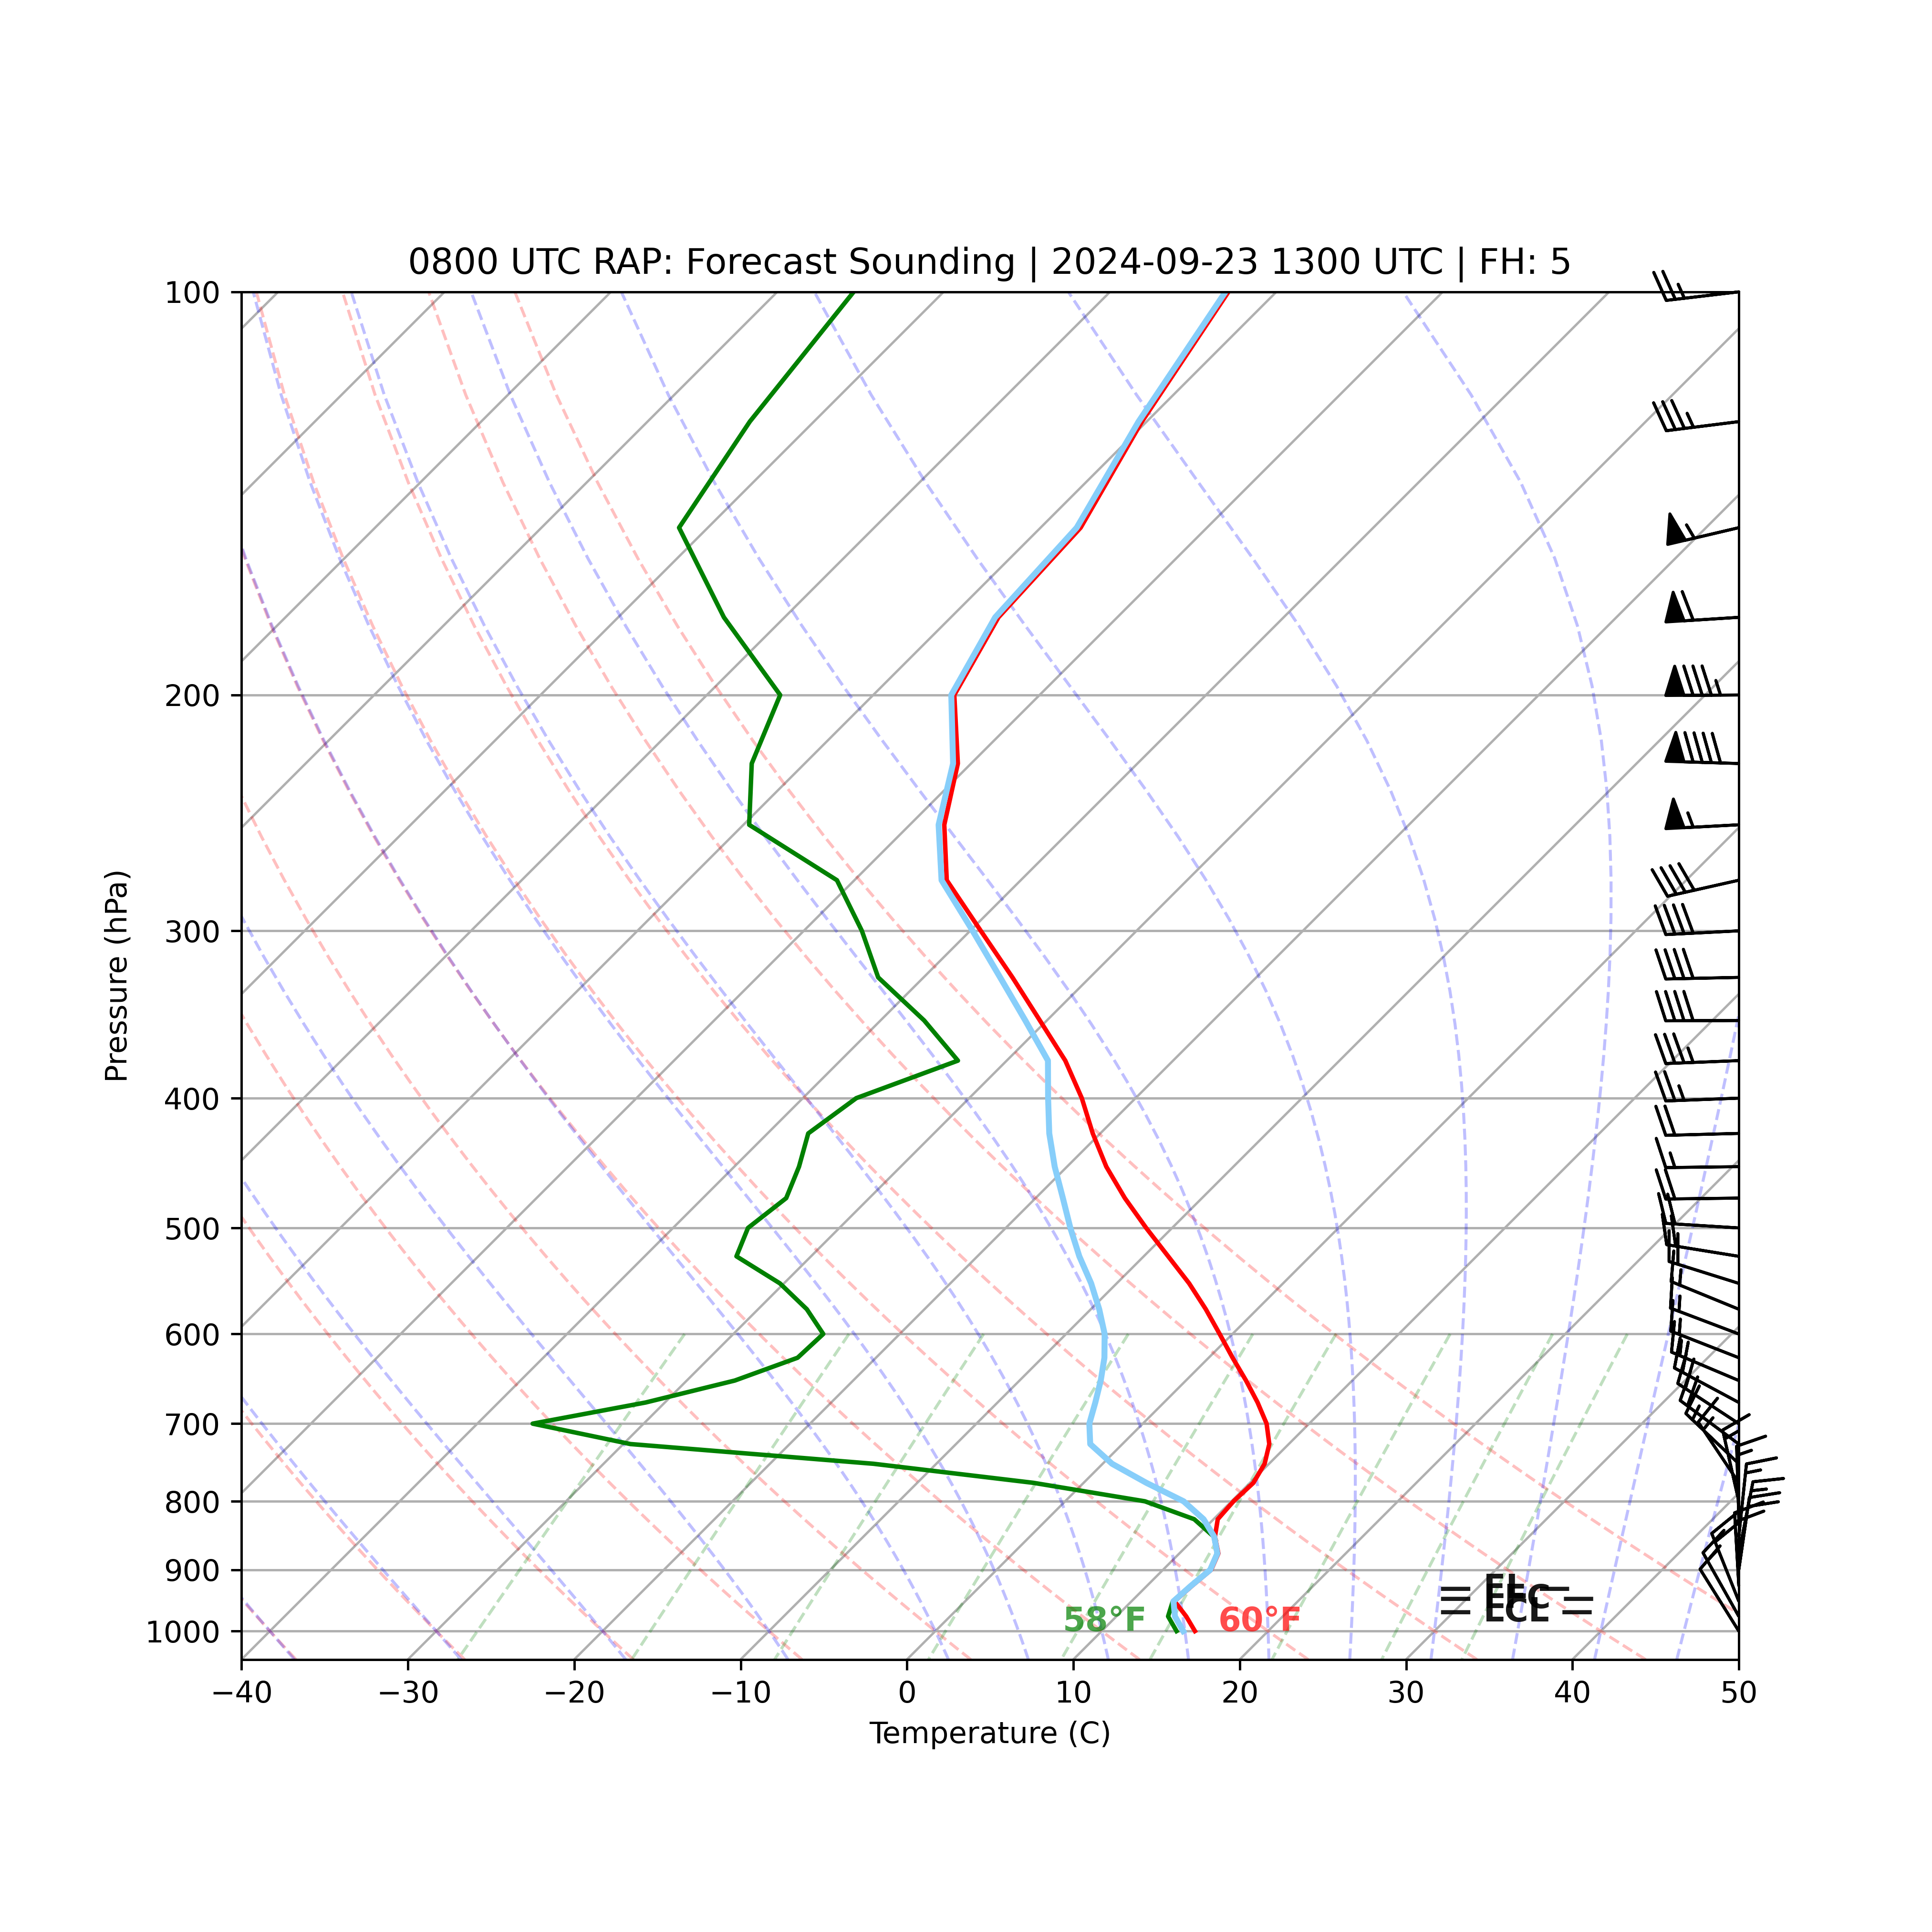 0800 UTC RAP: Forecast Sounding | 2024-09-23 1300 UTC | FH: 5
100
200
300
400
500
600
700
800
900
1000
Pressure (hPa)
58°F
60°F
= EL =
= LFC =
= LCL =
−40 −30 −20 −10 0 10 20 30 40 50
Temperature (C)